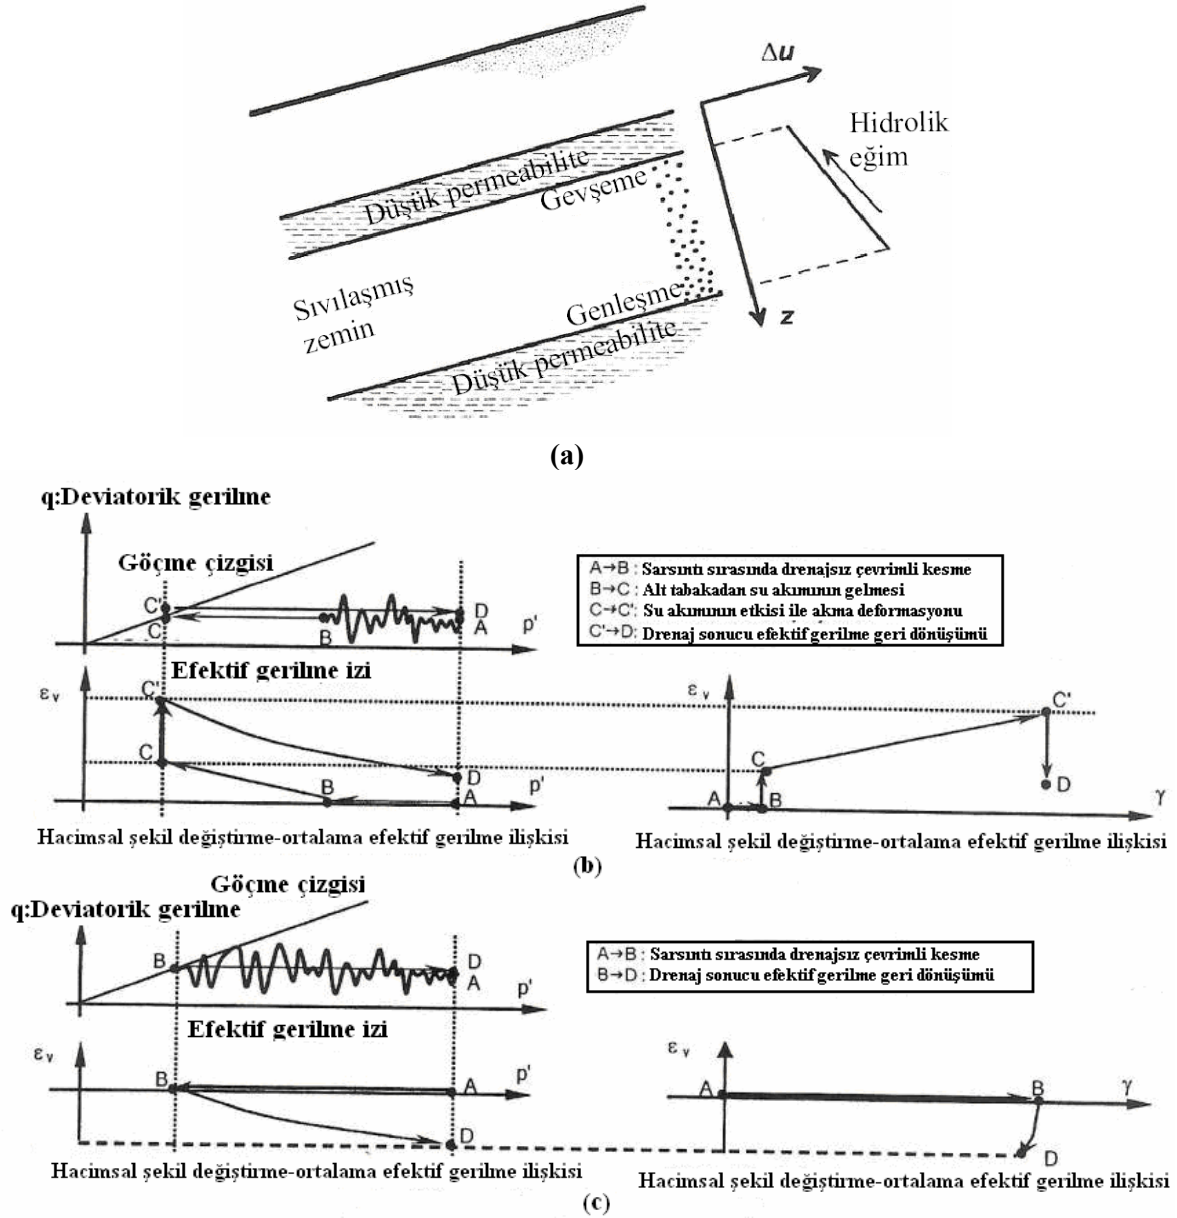 Δu
Hidrolik
eğim
Düştik permeabilite
Gevşeme
Sıvılaşmış
zemin
Genleşme
Düşük permeabilite
z
(a)
q:Deviatorik gerilme
Göçme çizgisi
C'
C
B
D
A
p'
A→B : Sarsıntı sırasında drenajsız çevrimli kesme
B→C : Alt tabakadan su akımının gelmesi
C→C': Su akımının etkisi ile akma deformasyonu
C'→D: Drenaj sonucu efektif gerilme geri dönüşümü
Efektif gerilme izi
εv
C'
C
B
D
A
p'
εv
C'
C
D
A
B
γ
Hacimsal şekil değiştirme-ortalama efektif gerilme ilişkisi
Hacimsal şekil değiştirme-ortalama efektif gerilme ilişkisi
(b)
Göçme çizgisi
q:Deviatorik gerilme
B
D
A
p'
A→B : Sarsıntı sırasında drenajsız çevrimli kesme
B→D : Drenaj sonucu efektif gerilme geri dönüşümü
Efektif gerilme izi
εv
B
A
p'
D
εv
A
B
γ
D
Hacimsal şekil değiştirme-ortalama efektif gerilme ilişkisi
Hacimsal şekil değiştirme-ortalama efektif gerilme ilişkisi
(c)